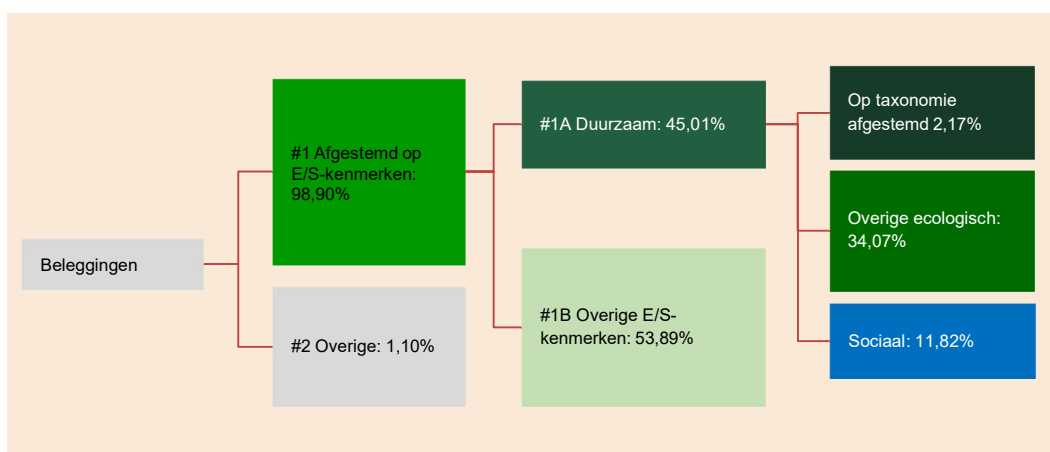 Beleggingen
#1 Afgestemd op
E/S-kenmerken:
98,90%
#2 Overige: 1,10%
#1A Duurzaam: 45,01%
#1B Overige E/S-
kenmerken: 53,89%
Op taxonomie
afgestemd 2,17%
Overige ecologisch:
34,07%
Sociaal: 11,82%